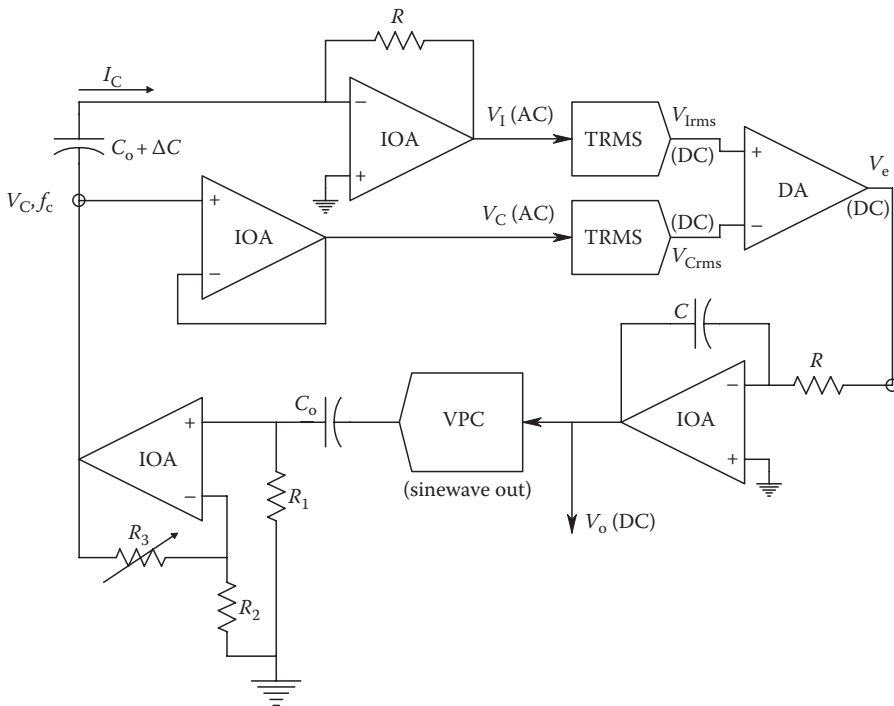 R
I_C
−
IOA
+
V_I (AC)
TRMS
V_Irms
(DC)
C_o + ΔC
+
DA
−
V_e
(DC)
V_C, f_c
+
IOA
−
V_C (AC)
TRMS
(DC)
V_Crms
C
R
−
IOA
+
C_o
VPC
(sinewave out)
V_o (DC)
+
IOA
−
R_1
R_3
R_2